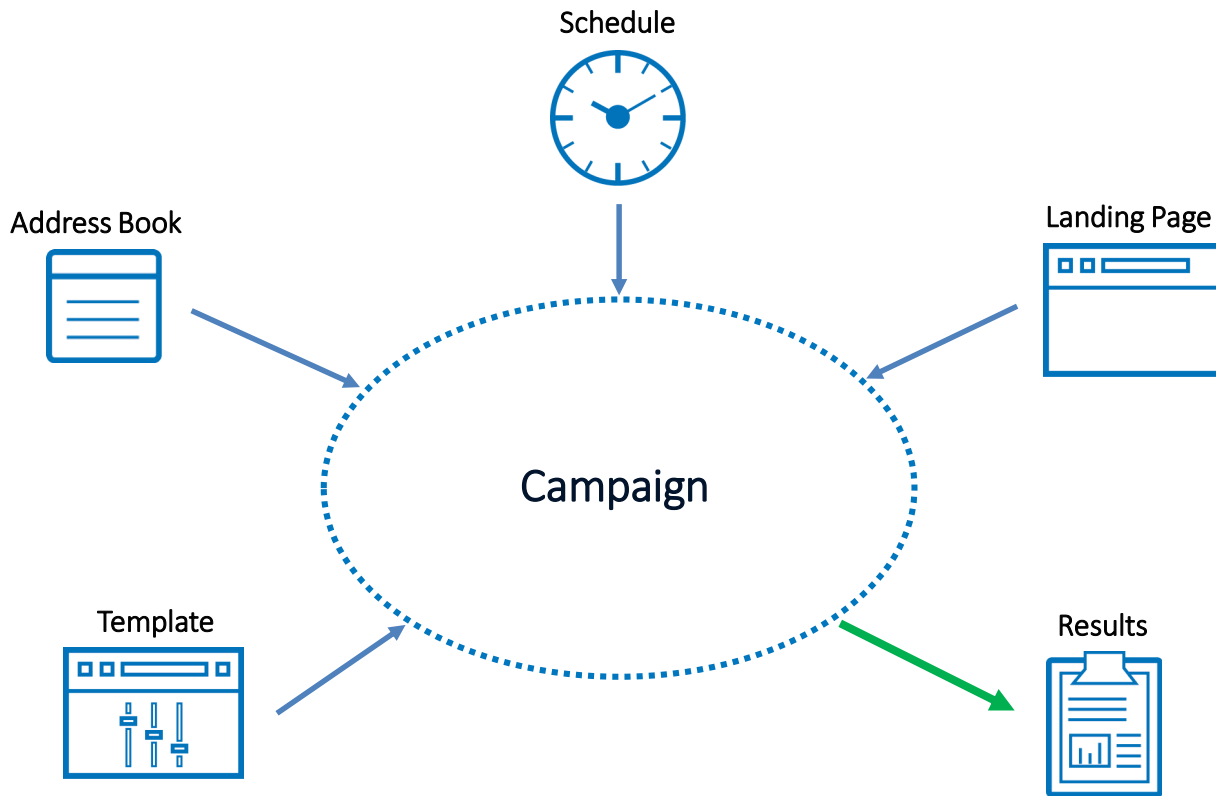 Schedule
Address Book
Landing Page
Campaign
Template
Results